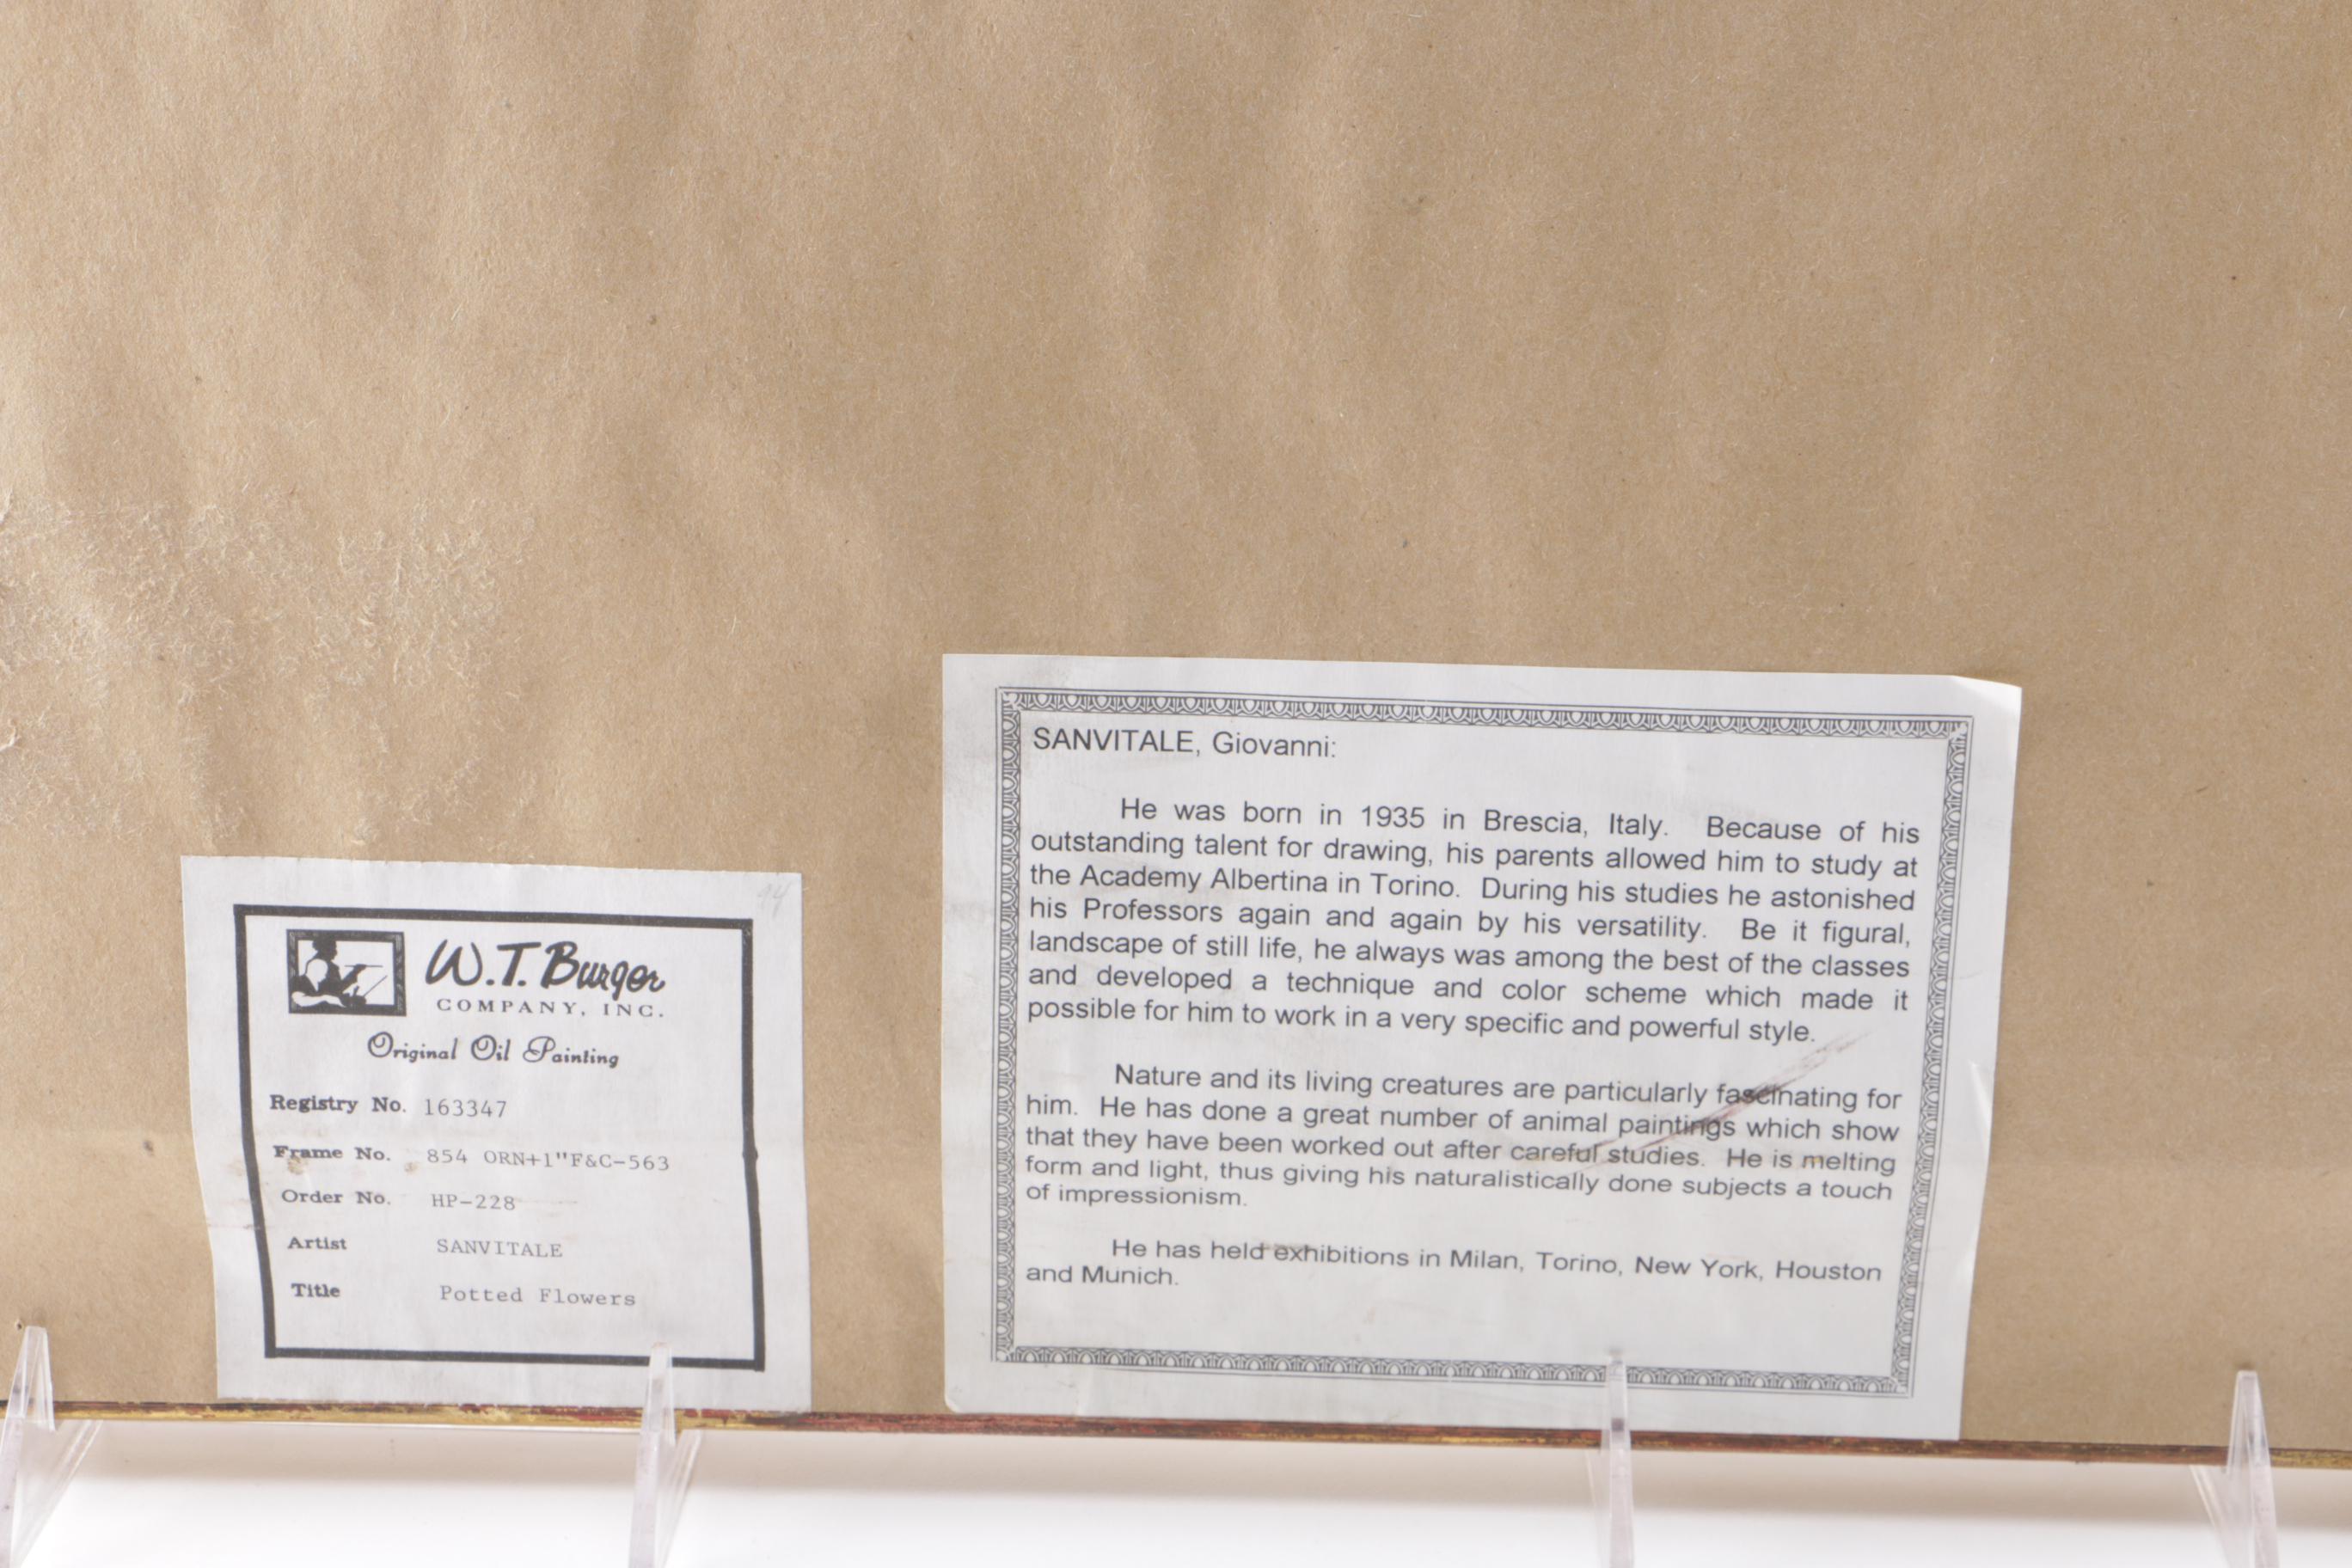 W.T. Burger
COMPANY, INC.
Original Oil Painting
Registry No. 163347
Frame No. 854 ORN+1"F&C-563
Order No. HP-228
Artist SANVITALE
Title Potted Flowers
SANVITALE, Giovanni:
He was born in 1935 in Brescia, Italy. Because of his
outstanding talent for drawing, his parents allowed him to study at
the Academy Albertina in Torino. During his studies he astonished
his Professors again and again by his versatility. Be it figural,
landscape of still life, he always was among the best of the classes
and developed a technique and color scheme which made it
possible for him to work in a very specific and powerful style.
Nature and its living creatures are particularly fascinating for
him. He has done a great number of animal paintings which show
that they have been worked out after careful studies. He is melting
form and light, thus giving his naturalistically done subjects a touch
of impressionism.
He has held exhibitions in Milan, Torino, New York, Houston
and Munich.